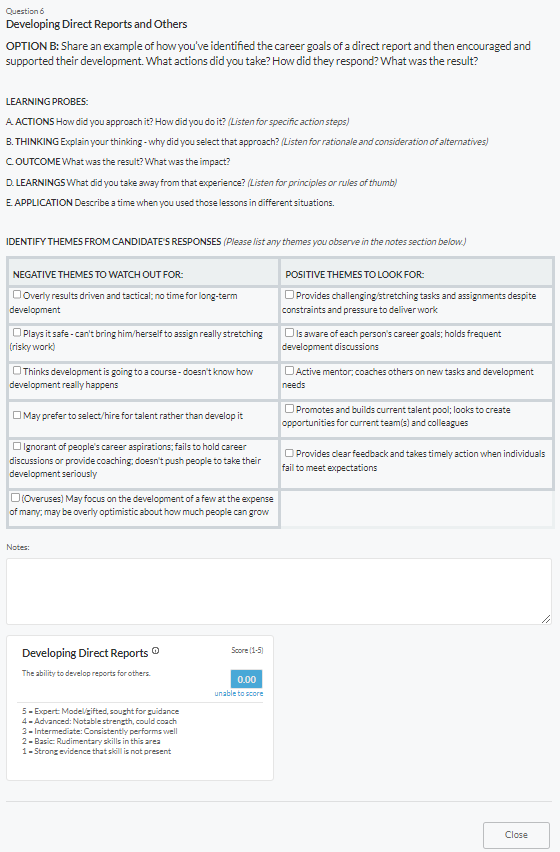 Question 6
Developing Direct Reports and Others
OPTION B: Share an example of how you've identified the career goals of a direct report and then encouraged and
supported their development. What actions did you take? How did they respond? What was the result?
LEARNING PROBES:
A. ACTIONS How did you approach it? How did you do it? (Listen for specific action steps)
B. THINKING Explain your thinking - why did you select that approach? (Listen for rationale and consideration of alternatives)
C. OUTCOME What was the result? What was the impact?
D. LEARNINGS What did you take away from that experience? (Listen for principles or rules of thumb)
E. APPLICATION Describe a time when you used those lessons in different situations.
IDENTIFY THEMES FROM CANDIDATE'S RESPONSES (Please list any themes you observe in the notes section below.)
NEGATIVE THEMES TO WATCH OUT FOR:
POSITIVE THEMES TO LOOK FOR:
Overly results driven and tactical; no time for long-term
development
Provides challenging/stretching tasks and assignments despite
constraints and pressure to deliver work
Plays it safe - can't bring him/herself to assign really stretching
(risky work)
Is aware of each person's career goals; holds frequent
development discussions
Thinks development is going to a course - doesn't know how
development really happens
Active mentor; coaches others on new tasks and development
needs
May prefer to select/hire for talent rather than develop it
Promotes and builds current talent pool; looks to create
opportunities for current team(s) and colleagues
Ignorant of people's career aspirations; fails to hold career
discussions or provide coaching; doesn't push people to take their
development seriously
Provides clear feedback and takes timely action when individuals
fail to meet expectations
(Overuses) May focus on the development of a few at the expense
of many; may be overly optimistic about how much people can grow
Notes:
Developing Direct Reports
Score (1-5)
The ability to develop reports for others.
0.00
unable to score
5 = Expert: Model/gifted, sought for guidance
4 = Advanced: Notable strength, could coach
3 = Intermediate: Consistently performs well
2 = Basic: Rudimentary skills in this area
1 = Strong evidence that skill is not present
Close